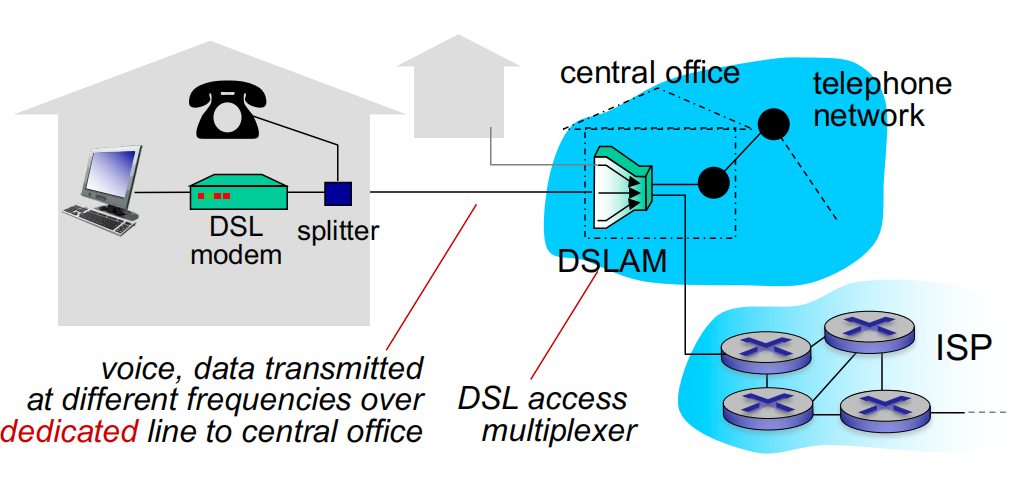 central office
telephone
network
DSL
modem
splitter
DSLAM
ISP
voice, data transmitted
at different frequencies over
dedicated line to central office
DSL access
multiplexer